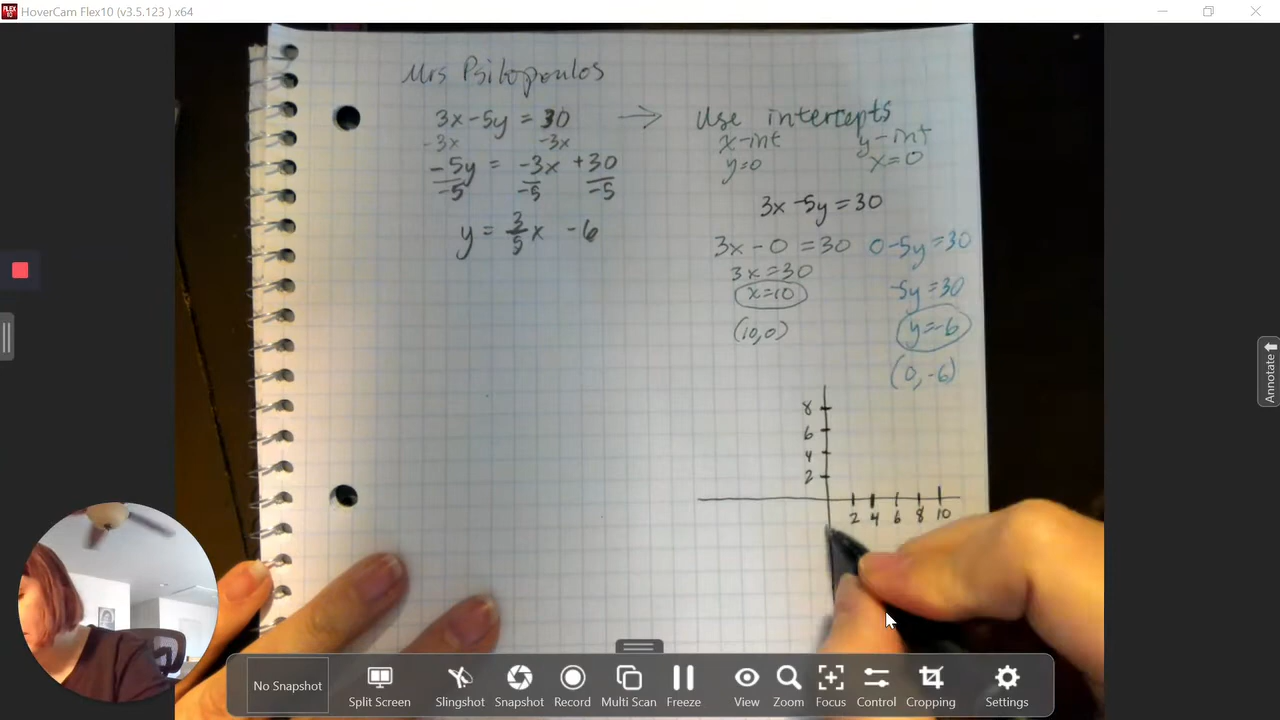 HoverCam Flex10 (v3.5.123) x64
Mrs Psilopoulos
3x-5y = 30 → Use intercepts
-3x -3x
x-int y-int
y=0 x=0
-5y = -3x +30
-5 -5 -5
3x-5y=30
y = 3/5 x - 6
3x-0=30 0-5y=30
3x=30
x=10 -5y=30
(10,0) y=-6
(0,-6)
8
6
4
2
2 4 6 8 10
Annotate
No Snapshot
Split Screen
Slingshot
Snapshot
Record
Multi Scan
Freeze
View
Zoom
Focus
Control
Cropping
Settings